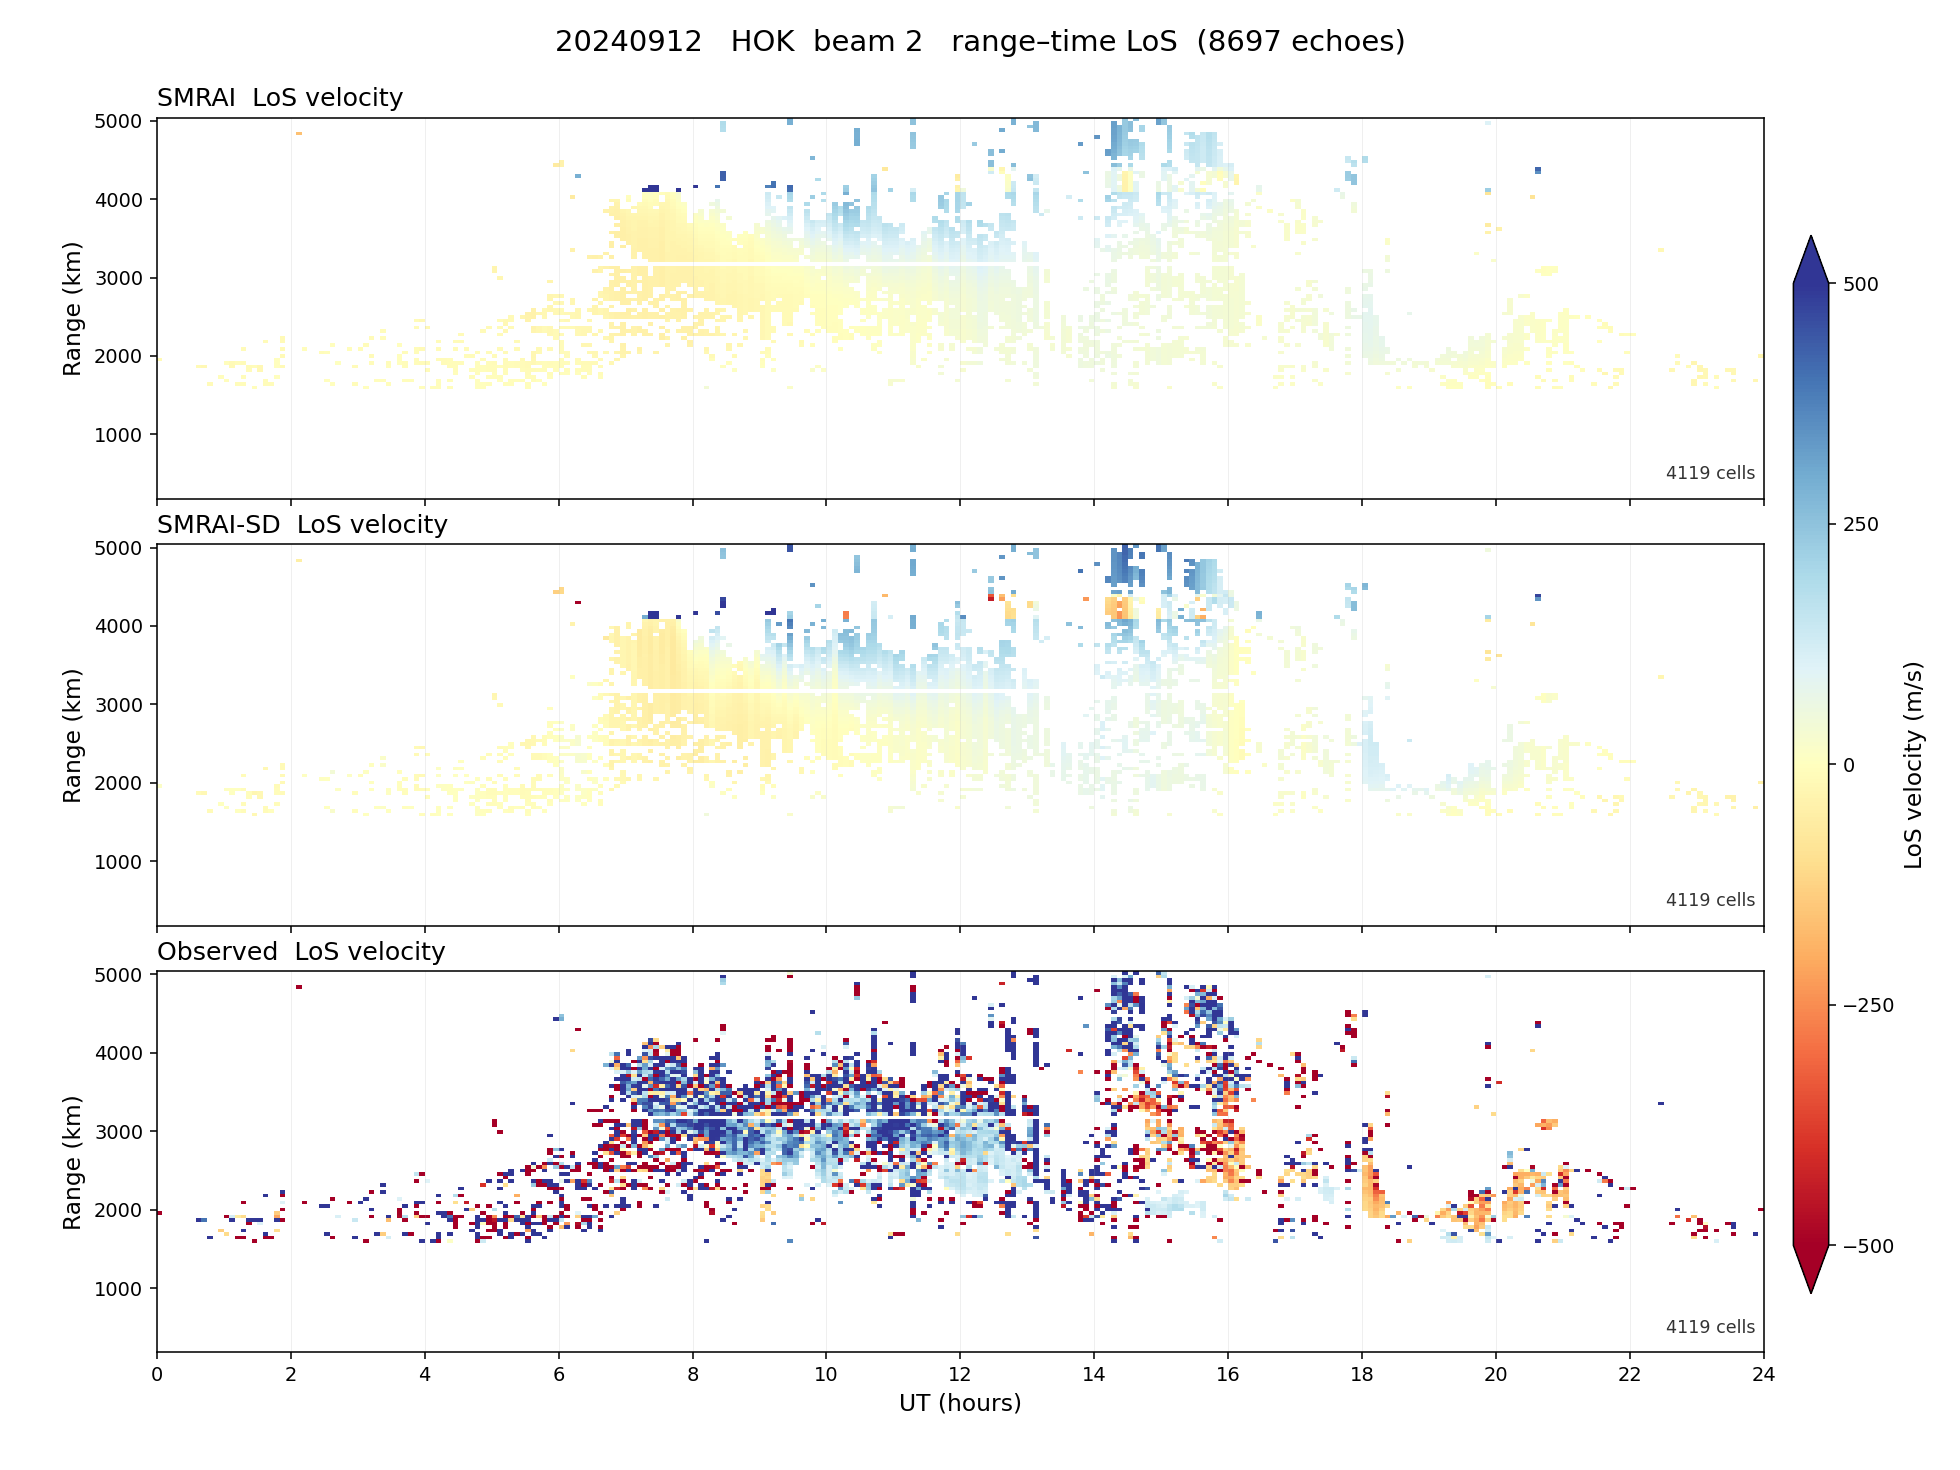 20240912   HOK  beam 2   range–time LoS  (8697 echoes)
SMRAI  LoS velocity
5000
4000
3000
2000
1000
Range (km)
4119 cells
SMRAI-SD  LoS velocity
5000
4000
3000
2000
1000
Range (km)
4119 cells
Observed  LoS velocity
5000
4000
3000
2000
1000
Range (km)
4119 cells
0 2 4 6 8 10 12 14 16 18 20 22 24
UT (hours)
500
250
0
−250
−500
LoS velocity (m/s)